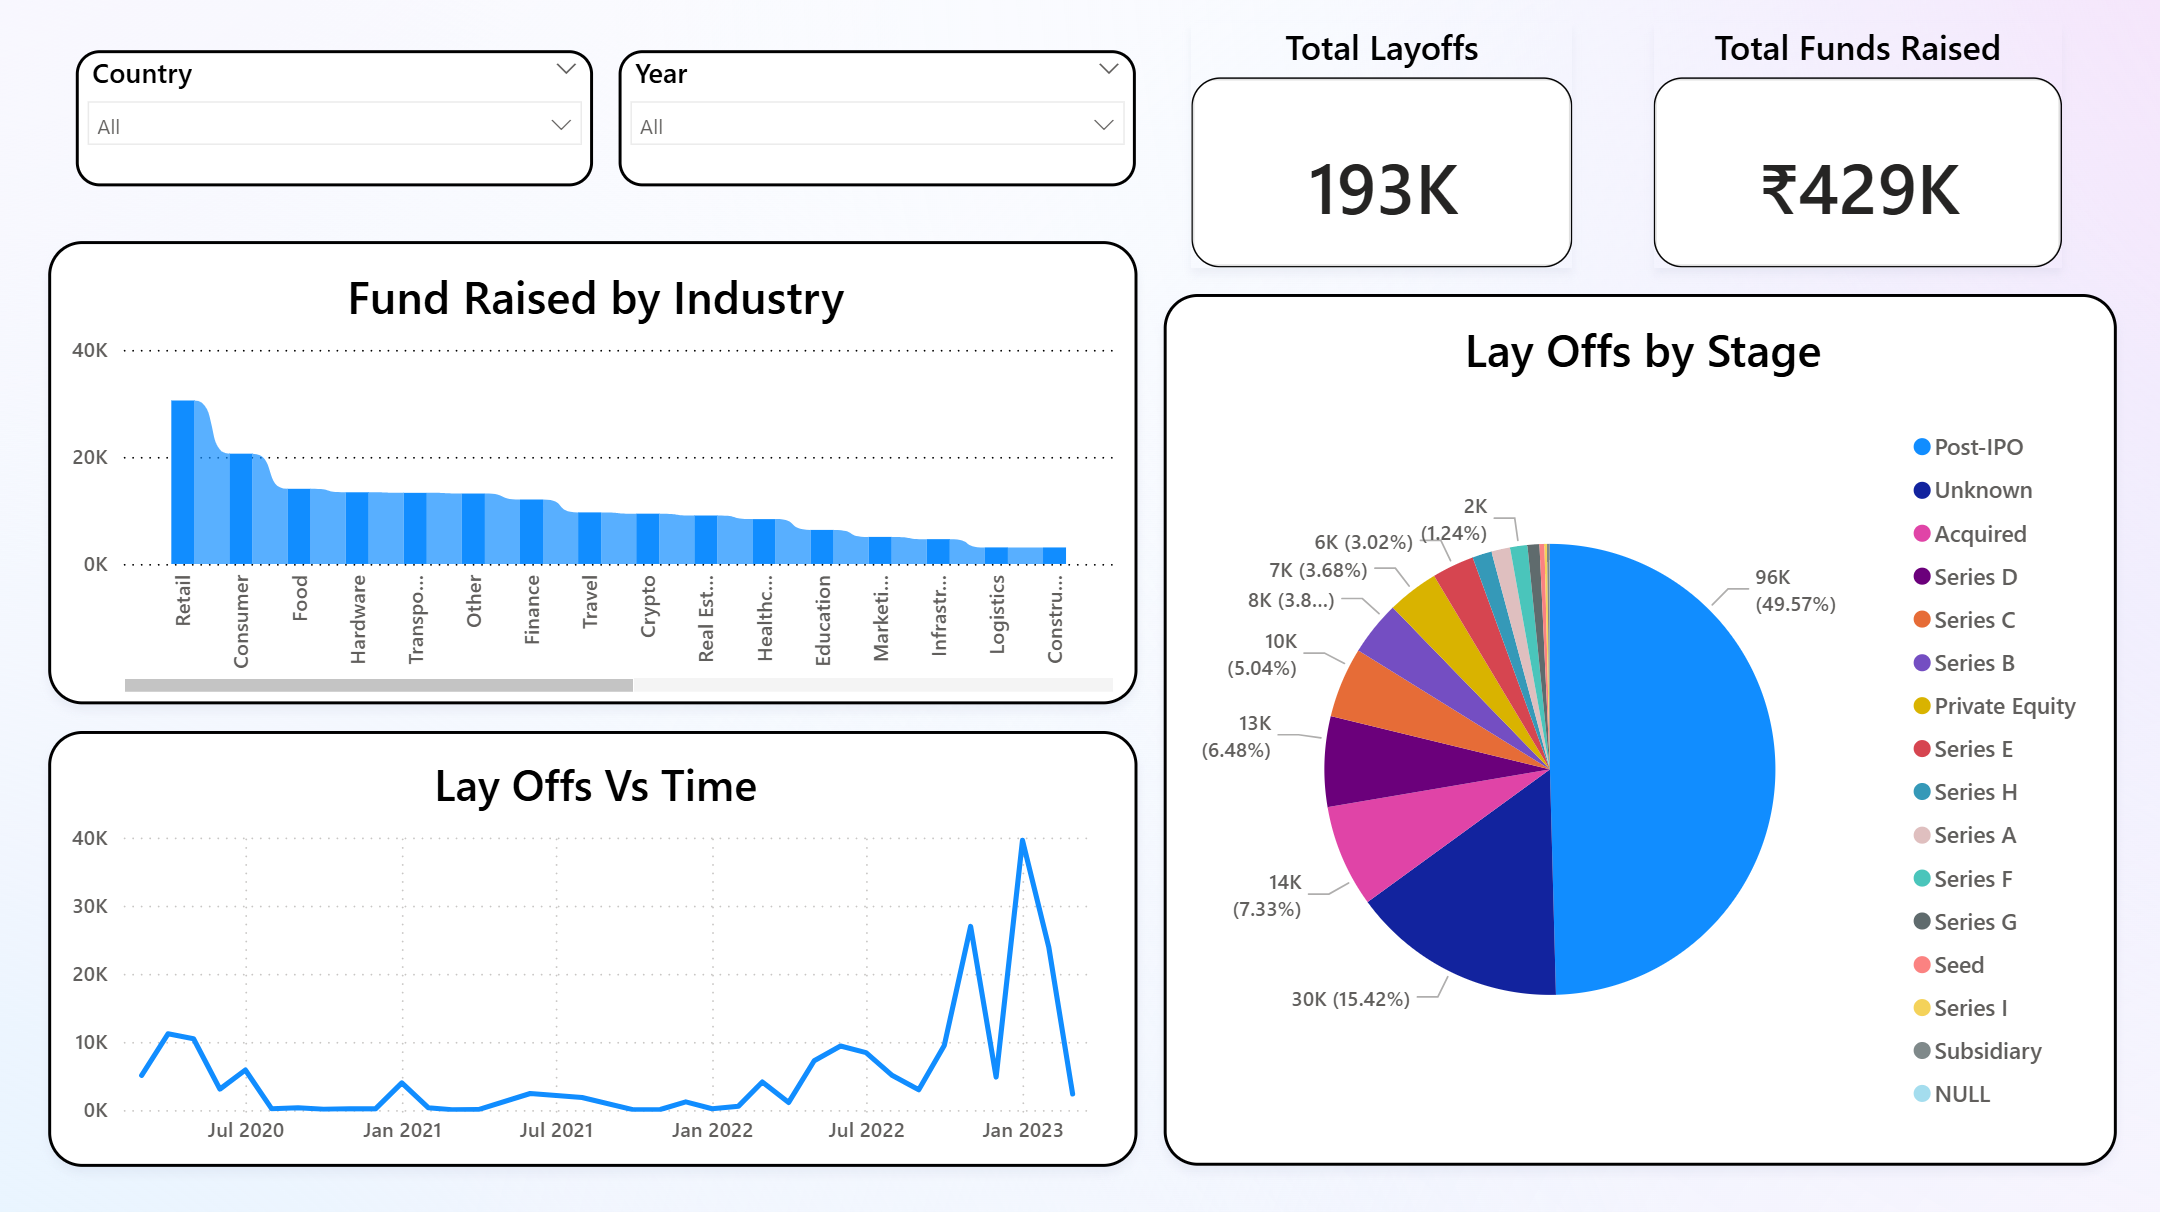 Country
All
Year
All
Total Layoffs
193K
Total Funds Raised
₹429K
Fund Raised by Industry
40K
20K
0K
Retail
Consumer
Food
Hardware
Transpo...
Other
Finance
Travel
Crypto
Real Est...
Healthc...
Education
Marketi...
Infrastr...
Logistics
Constru...
Lay Offs Vs Time
40K
30K
20K
10K
0K
Jul 2020
Jan 2021
Jul 2021
Jan 2022
Jul 2022
Jan 2023
Lay Offs by Stage
2K
(1.24%)
6K (3.02%)
7K (3.68%)
8K (3.8...)
10K
(5.04%)
13K
(6.48%)
14K
(7.33%)
30K (15.42%)
96K
(49.57%)
Post-IPO
Unknown
Acquired
Series D
Series C
Series B
Private Equity
Series E
Series H
Series A
Series F
Series G
Seed
Series I
Subsidiary
NULL